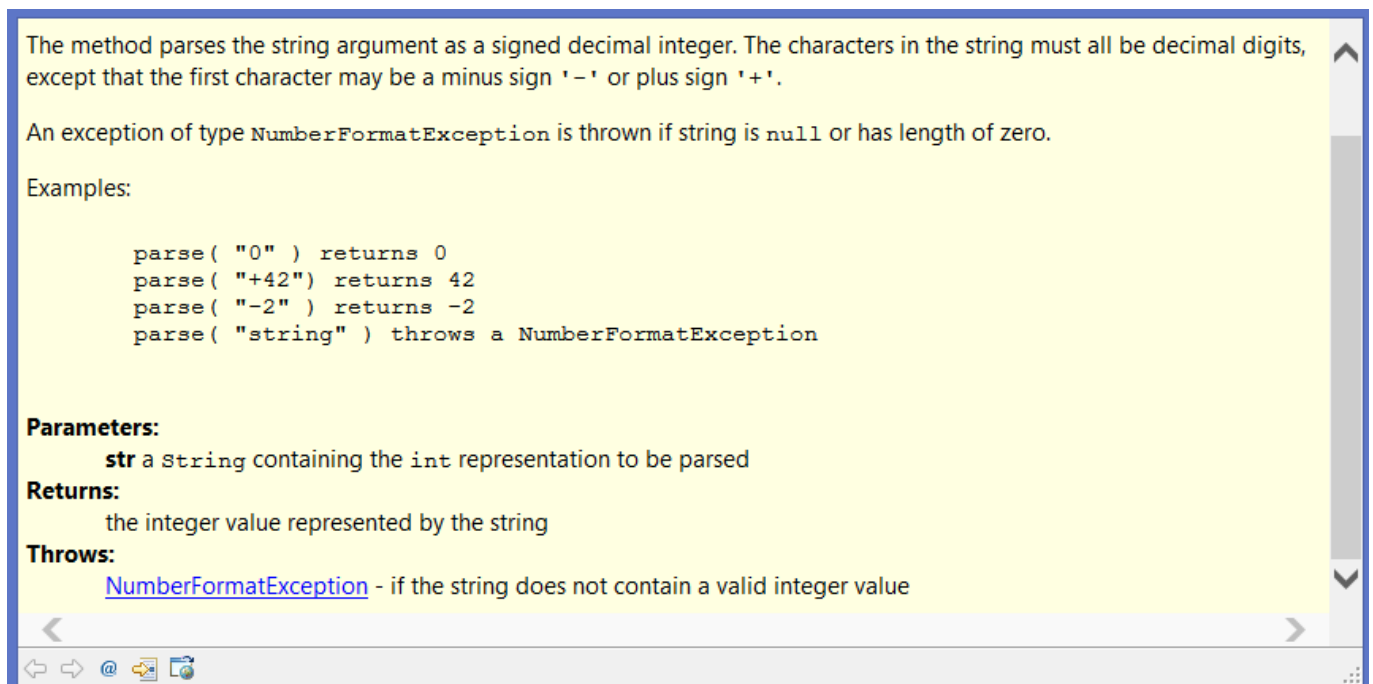 The method parses the string argument as a signed decimal integer. The characters in the string must all be decimal digits,
except that the first character may be a minus sign '-' or plus sign '+'.
An exception of type NumberFormatException is thrown if string is null or has length of zero.
Examples:
parse( "0" ) returns 0
parse( "+42") returns 42
parse( "-2" ) returns -2
parse( "string" ) throws a NumberFormatException
Parameters:
str a String containing the int representation to be parsed
Returns:
the integer value represented by the string
Throws:
NumberFormatException - if the string does not contain a valid integer value
@